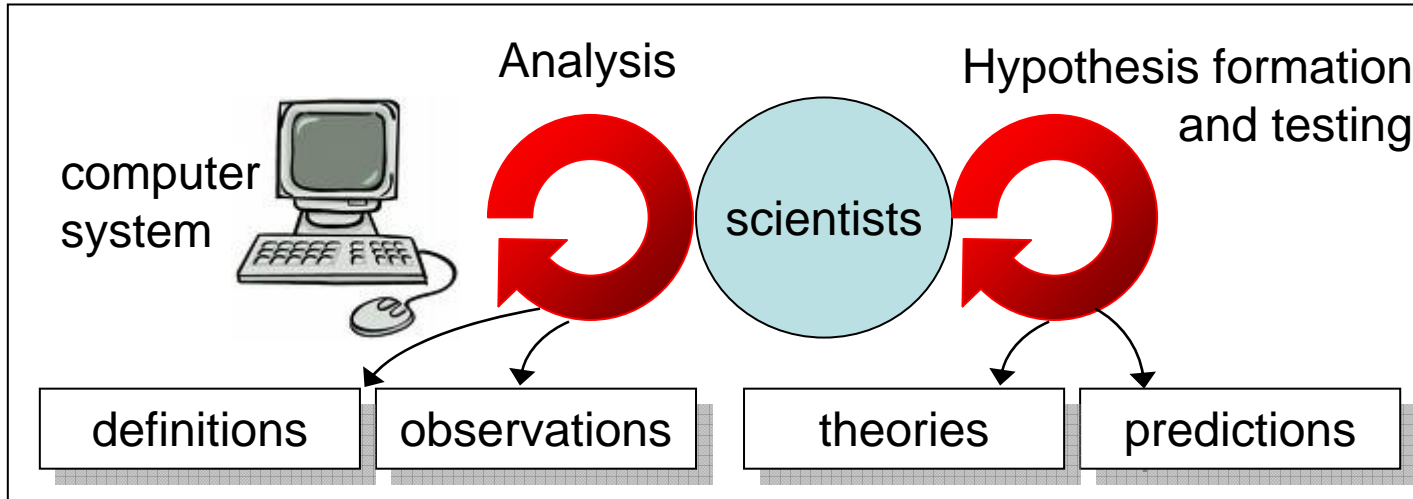 Analysis
Hypothesis formation
and testing
computer
system
scientists
definitions
observations
theories
predictions